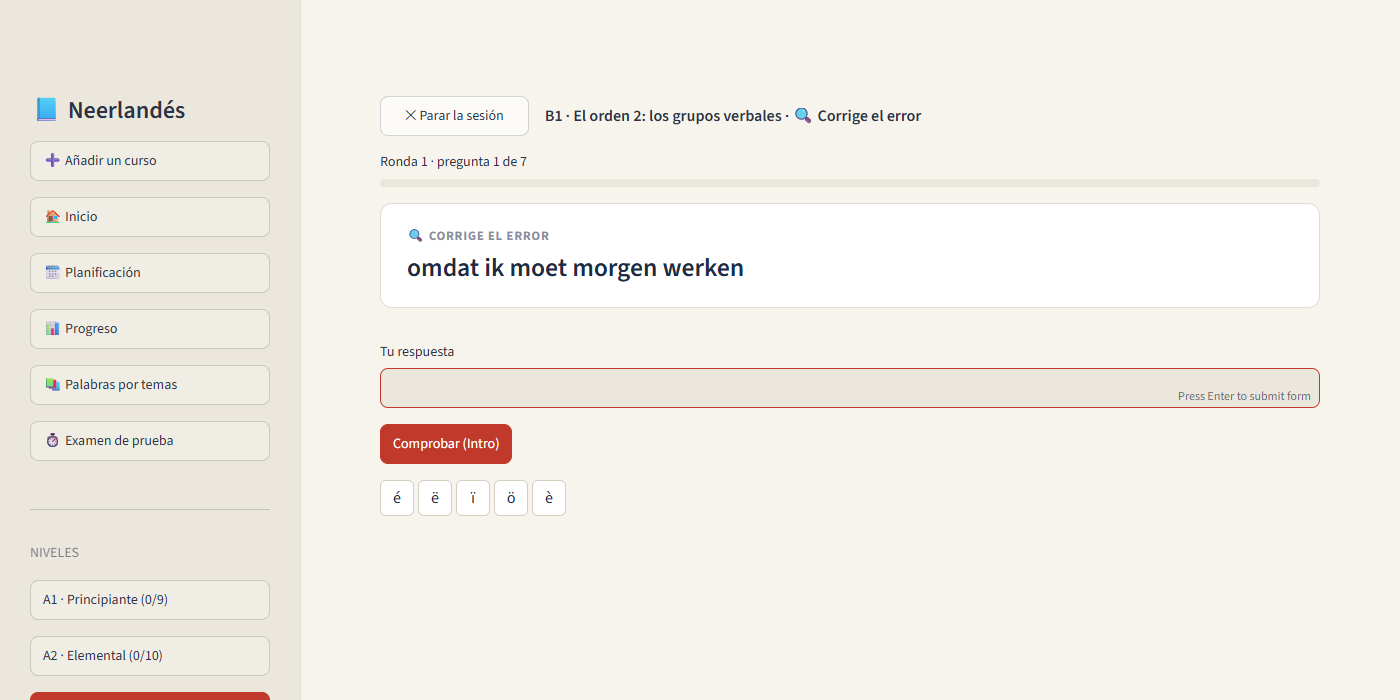 Neerlandés
Añadir un curso
Inicio
Planificación
Progreso
Palabras por temas
Examen de prueba
NIVELES
A1 · Principiante (0/9)
A2 · Elemental (0/10)
Parar la sesión
B1 · El orden 2: los grupos verbales · 🔍 Corrige el error
Ronda 1 · pregunta 1 de 7
CORRIGE EL ERROR
omdat ik moet morgen werken
Tu respuesta
Press Enter to submit form
Comprobar (Intro)
é ë ï ö è